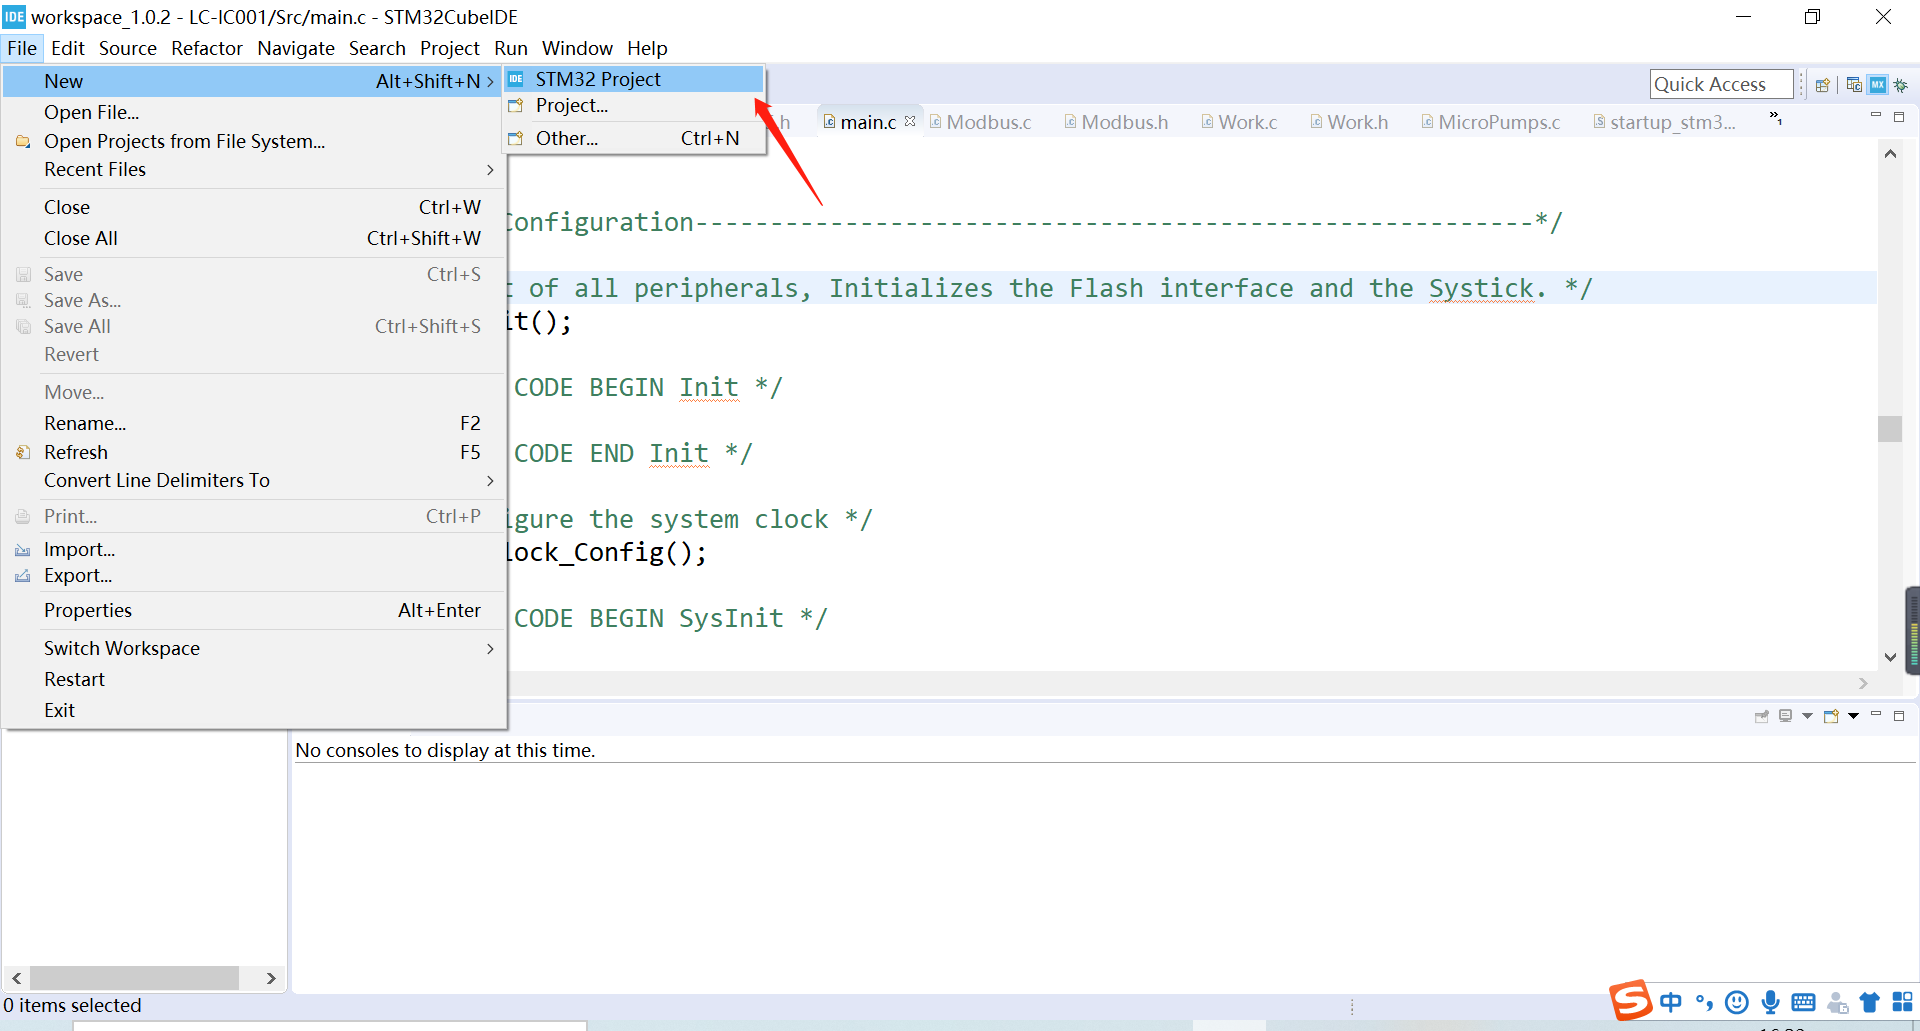 IDE workspace_1.0.2 - LC-IC001/Src/main.c - STM32CubeIDE
File Edit Source Refactor Navigate Search Project Run Window Help
New Alt+Shift+N
IDE STM32 Project
Project...
Other... Ctrl+N
Quick Access
MX
.h main.c Modbus.c Modbus.h Work.c Work.h MicroPumps.c startup_stm3... »1
Open File...
Open Projects from File System...
Recent Files
Close Ctrl+W
Close All Ctrl+Shift+W
Save Ctrl+S
Save As...
Save All Ctrl+Shift+S
Revert
Move...
Rename... F2
Refresh F5
Convert Line Delimiters To
Print... Ctrl+P
Import...
Export...
Properties Alt+Enter
Switch Workspace
Restart
Exit
Configuration--------------------------------------------------------*/
t of all peripherals, Initializes the Flash interface and the Systick. */
it();
CODE BEGIN Init */
CODE END Init */
igure the system clock */
lock_Config();
CODE BEGIN SysInit */
No consoles to display at this time.
0 items selected
S 中